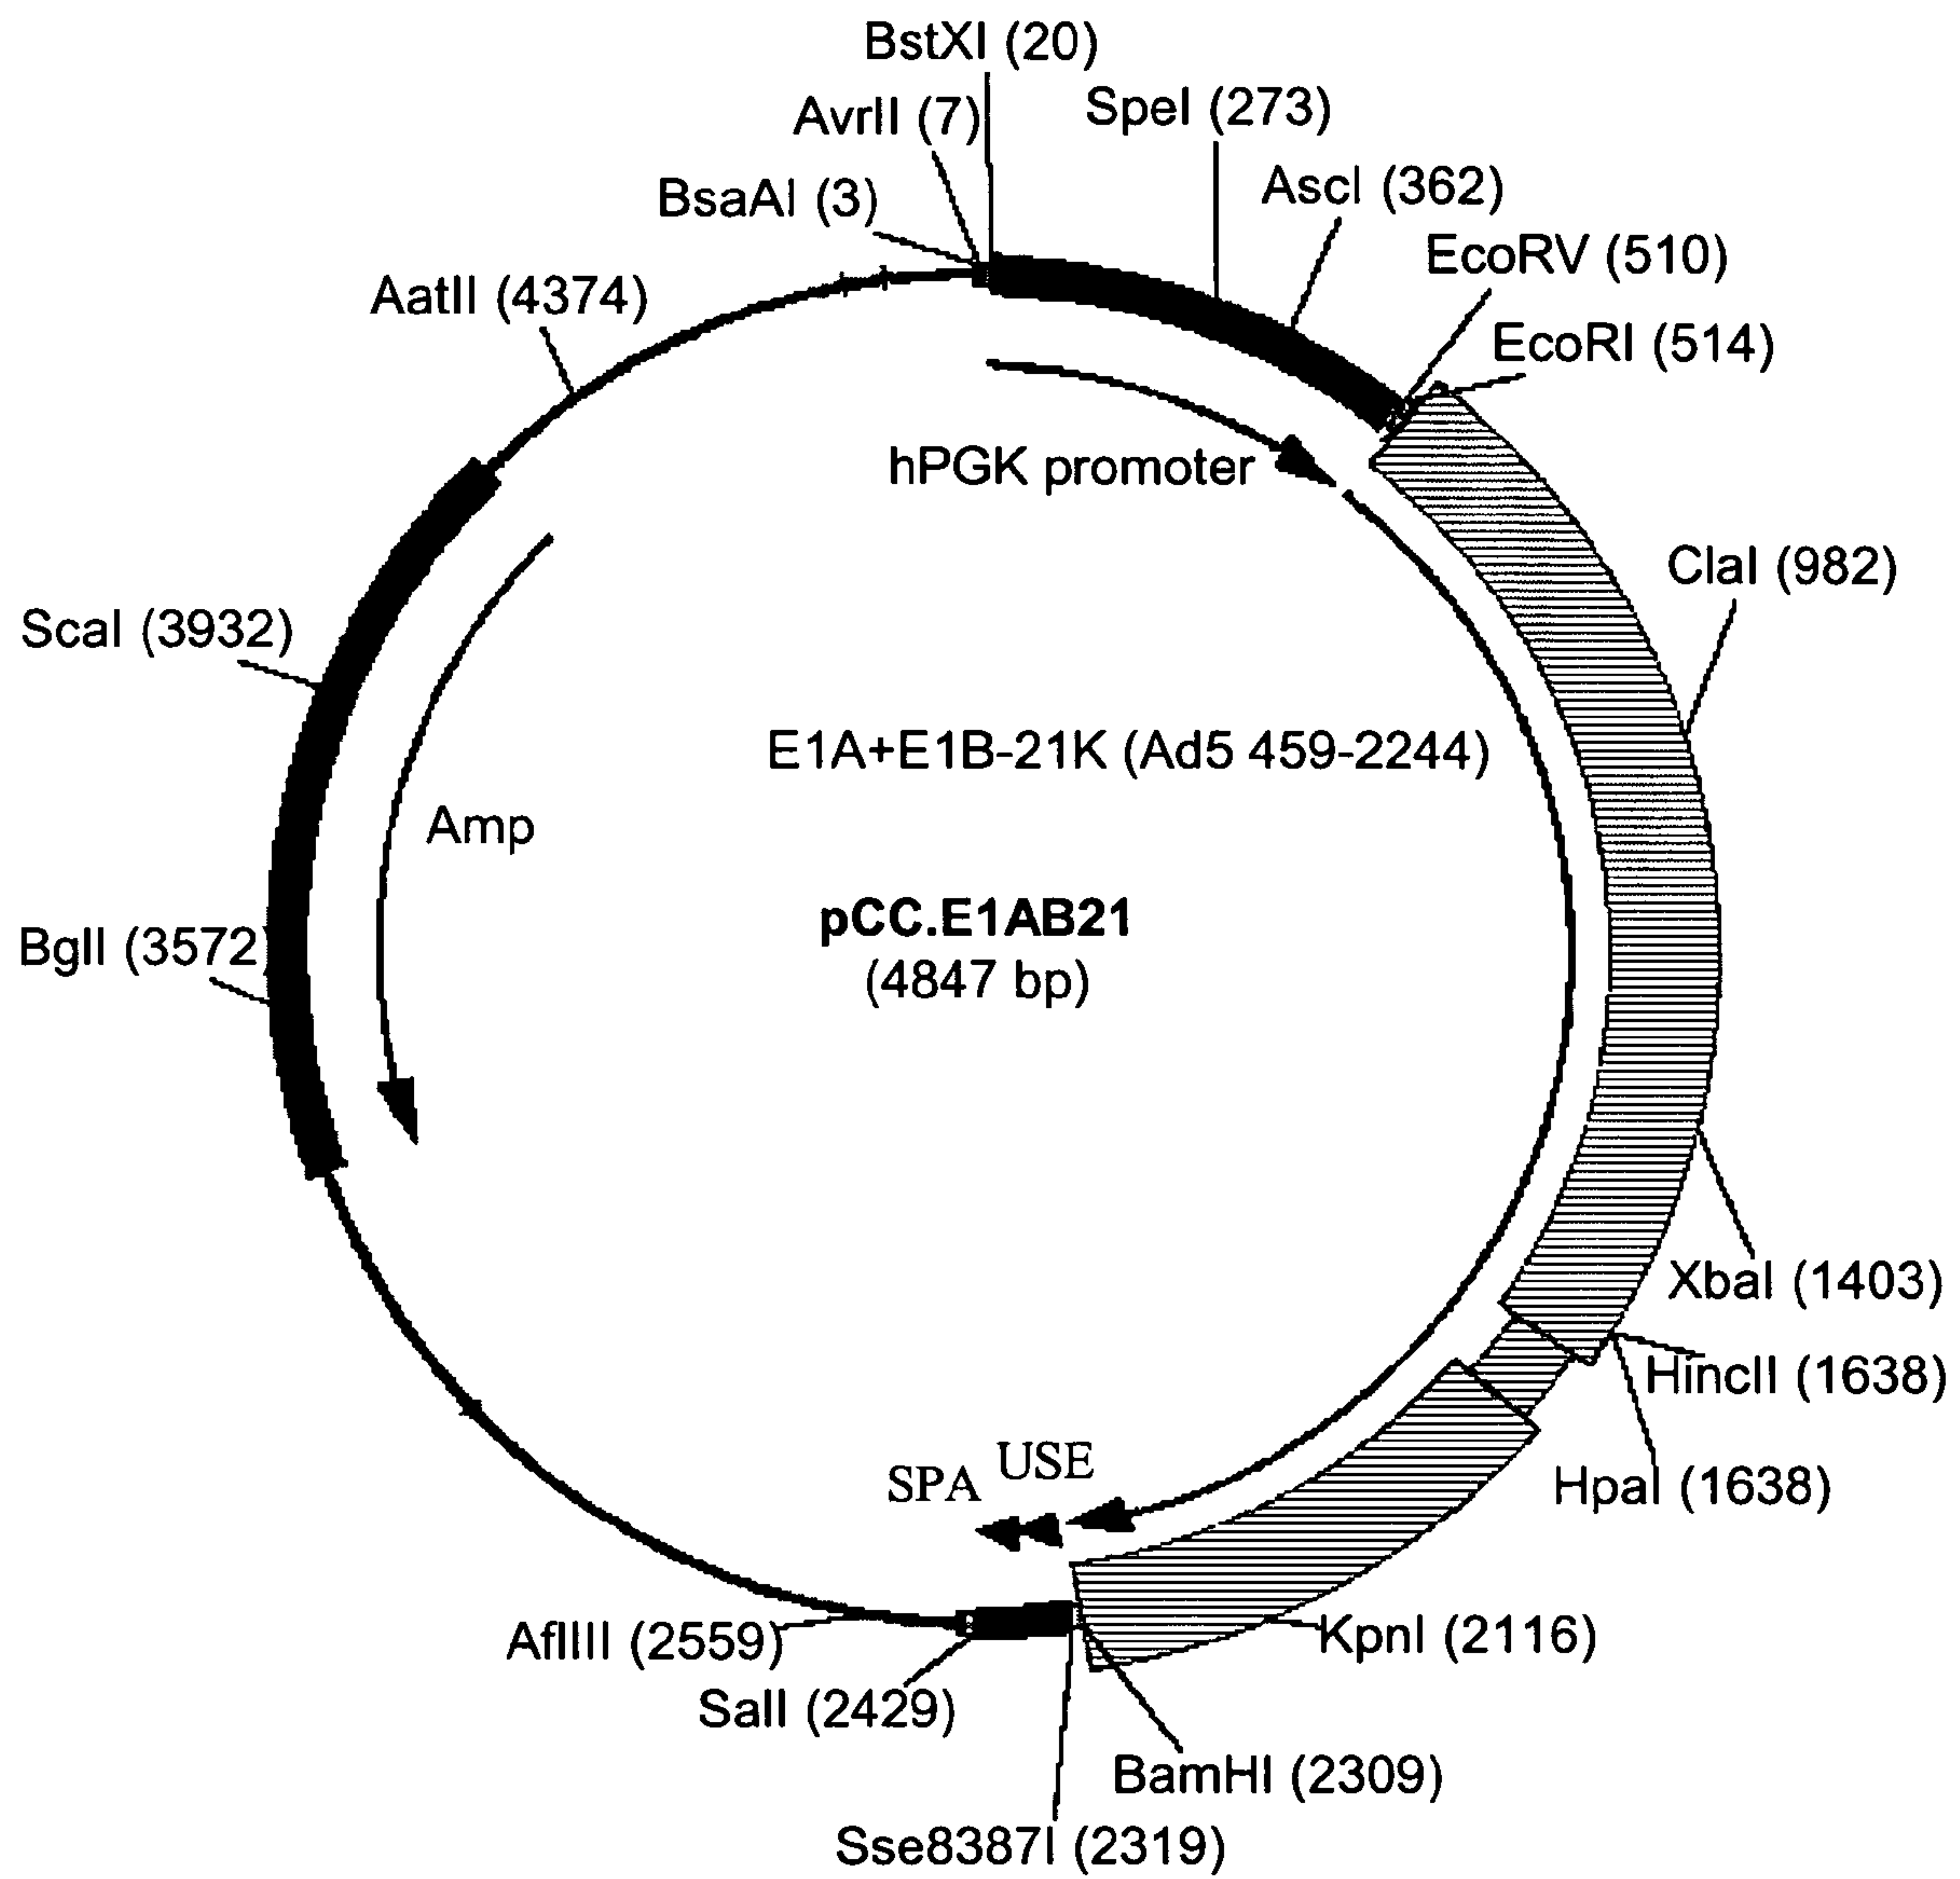 BstXI (20)
AvrII (7)
SpeI (273)
BsaAI (3)
AscI (362)
EcoRV (510)
AatII (4374)
EcoRI (514)
hPGK promoter
ClaI (982)
ScaI (3932)
E1A+E1B-21K (Ad5 459-2244)
Amp
pCC.E1AB21
BglI (3572)
(4847 bp)
XbaI (1403)
HincII (1638)
HpaI (1638)
SPA USE
AflIII (2559)
KpnI (2116)
SalI (2429)
BamHI (2309)
Sse8387I (2319)